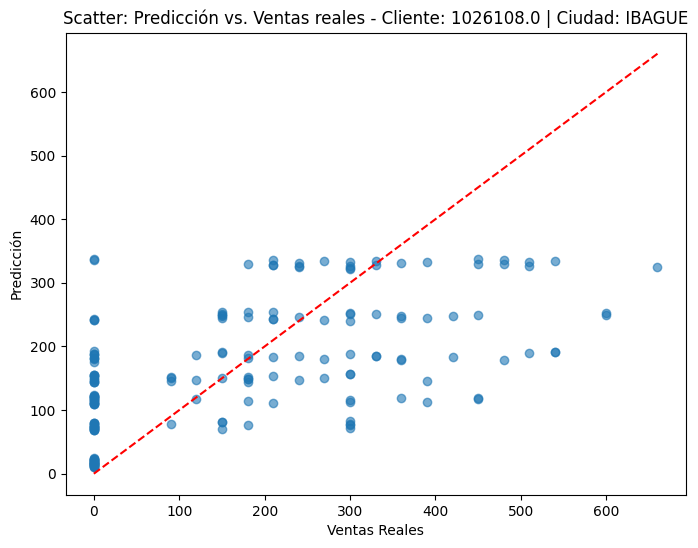 Scatter: Predicción vs. Ventas reales - Cliente: 1026108.0 | Ciudad: IBAGUE
Predicción
600
500
400
300
200
100
0
0 100 200 300 400 500 600
Ventas Reales